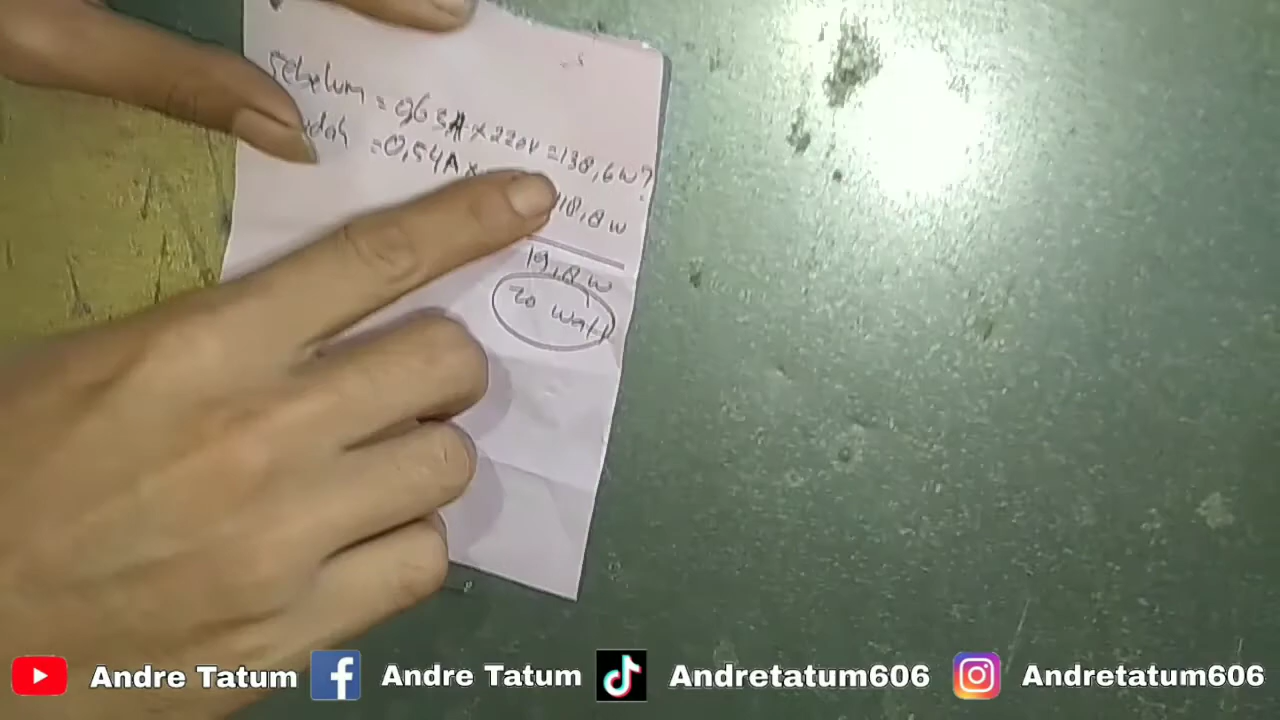 Sebelum = 0,63A x 220V = 138,6W?
= 0,54A x 118,8W
19,8W
20 watt
Andre Tatum
Andre Tatum
Andretatum606
Andretatum606